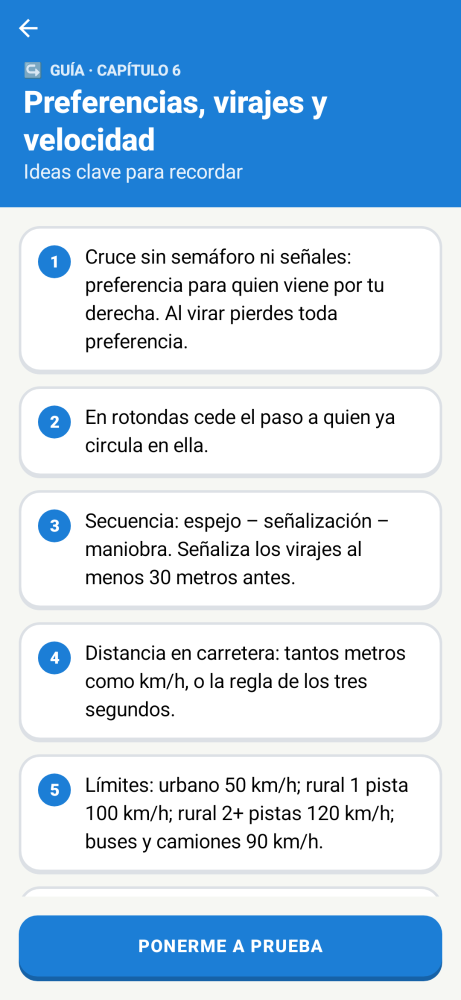 GUÍA · CAPÍTULO 6
Preferencias, virajes y
velocidad
Ideas clave para recordar
1
Cruce sin semáforo ni señales:
preferencia para quien viene por tu
derecha. Al virar pierdes toda
preferencia.
2
En rotondas cede el paso a quien ya
circula en ella.
3
Secuencia: espejo – señalización –
maniobra. Señaliza los virajes al
menos 30 metros antes.
4
Distancia en carretera: tantos metros
como km/h, o la regla de los tres
segundos.
5
Límites: urbano 50 km/h; rural 1 pista
100 km/h; rural 2+ pistas 120 km/h;
buses y camiones 90 km/h.
PONERME A PRUEBA